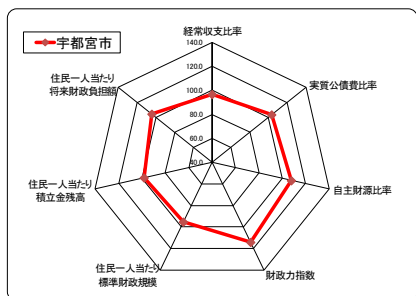 宇都宮市
経常収支比率
実質公債費比率
自主財源比率
財政力指数
住民一人当たり
標準財政規模
住民一人当たり
積立金残高
住民一人当たり
将来財政負担額
140.0
120.0
100.0
80.0
60.0
40.0